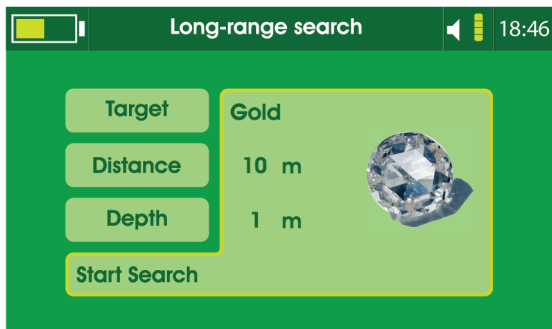 Long-range search
18:46
Target
Gold
Distance
10 m
Depth
1 m
Start Search